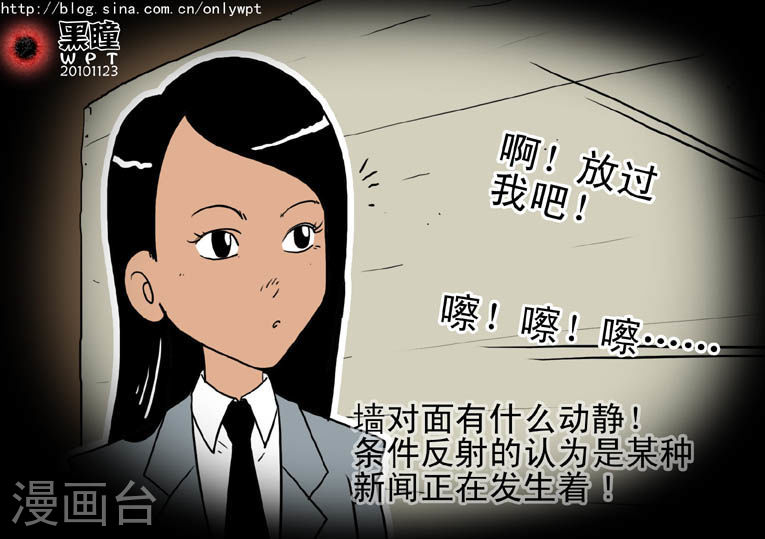 http://blog.sina.com.cn/onlywpt
黑瞳
WPT
20101123
啊！放过
我吧！
嚓！嚓！嚓……
墙对面有什么动静！
条件反射的认为是某种
新闻正在发生着！
漫画台